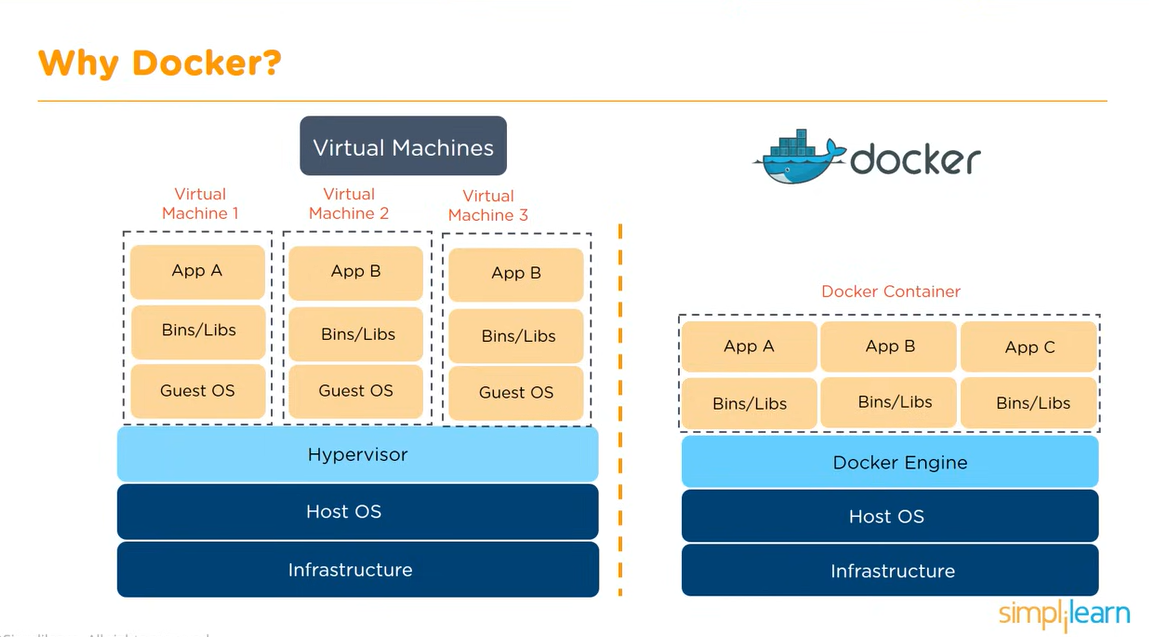 Why Docker?
Virtual Machines
docker
Virtual
Machine 1
Virtual
Machine 2
Virtual
Machine 3
App A
App B
App B
Bins/Libs
Bins/Libs
Bins/Libs
Guest OS
Guest OS
Guest OS
Hypervisor
Host OS
Infrastructure
Docker Container
App A
App B
App C
Bins/Libs
Bins/Libs
Bins/Libs
Docker Engine
Host OS
Infrastructure
simplilearn